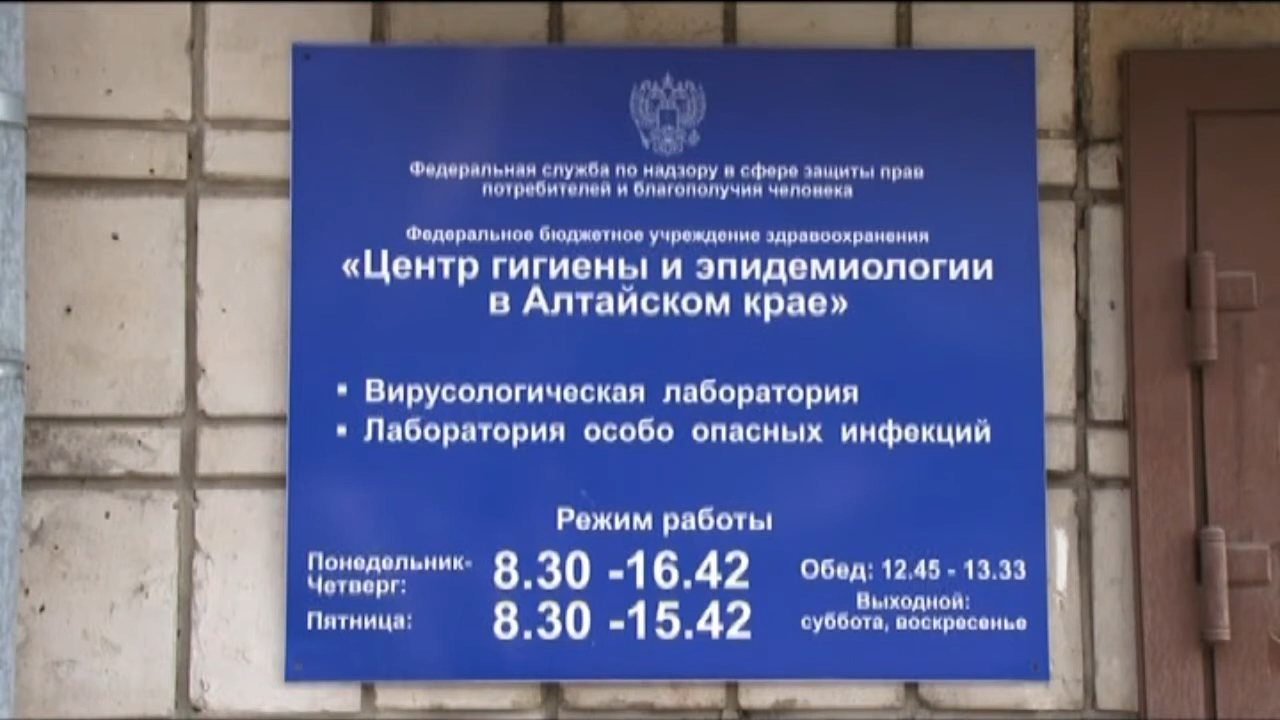 Федеральная служба по надзору в сфере защиты прав
потребителей и благополучия человека
Федеральное бюджетное учреждение здравоохранения
«Центр гигиены и эпидемиологии
в Алтайском крае»
▪ Вирусологическая лаборатория
▪ Лаборатория особо опасных инфекций
Режим работы
Понедельник-
Четверг:
8.30 -16.42
Пятница:
8.30 -15.42
Обед: 12.45 - 13.33
Выходной:
суббота, воскресенье